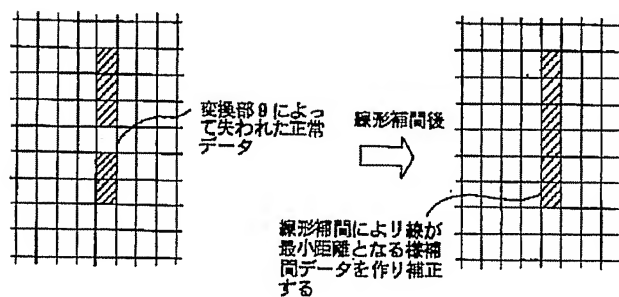 変換部9によっ
て失われた正常
データ
線形補間後
線形補間により線が
最小距離となる様補
間データを作り補正
する